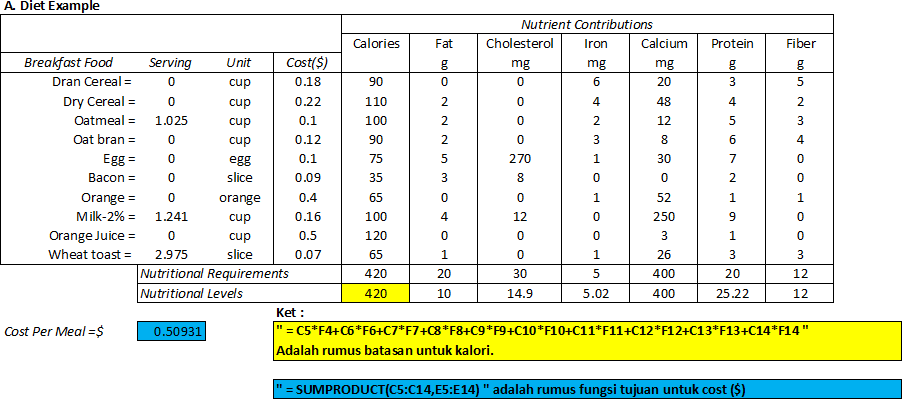 A. Diet Example
Nutrient Contributions
Calories Fat Cholesterol Iron Calcium Protein Fiber
g mg mg mg g g
Breakfast Food Serving Unit Cost($)
Dran Cereal = 0 cup 0.18 90 0 0 6 20 3 5
Dry Cereal = 0 cup 0.22 110 2 0 4 48 4 2
Oatmeal = 1.025 cup 0.1 100 2 0 2 12 5 3
Oat bran = 0 cup 0.12 90 2 0 3 8 6 4
Egg = 0 egg 0.1 75 5 270 1 30 7 0
Bacon = 0 slice 0.09 35 3 8 0 0 2 0
Orange = 0 orange 0.4 65 0 0 1 52 1 1
Milk-2% = 1.241 cup 0.16 100 4 12 0 250 9 0
Orange Juice = 0 cup 0.5 120 0 0 0 3 1 0
Wheat toast = 2.975 slice 0.07 65 1 0 1 26 3 3
Nutritional Requirements 420 20 30 5 400 20 12
Nutritional Levels 420 10 14.9 5.02 400 25.22 12
Ket :
Cost Per Meal =$ 0.50931
" = C5*F4+C6*F6+C7*F7+C8*F8+C9*F9+C10*F10+C11*F11+C12*F12+C13*F13+C14*F14 "
Adalah rumus batasan untuk kalori.
" = SUMPRODUCT(C5:C14,E5:E14) " adalah rumus fungsi tujuan untuk cost ($)